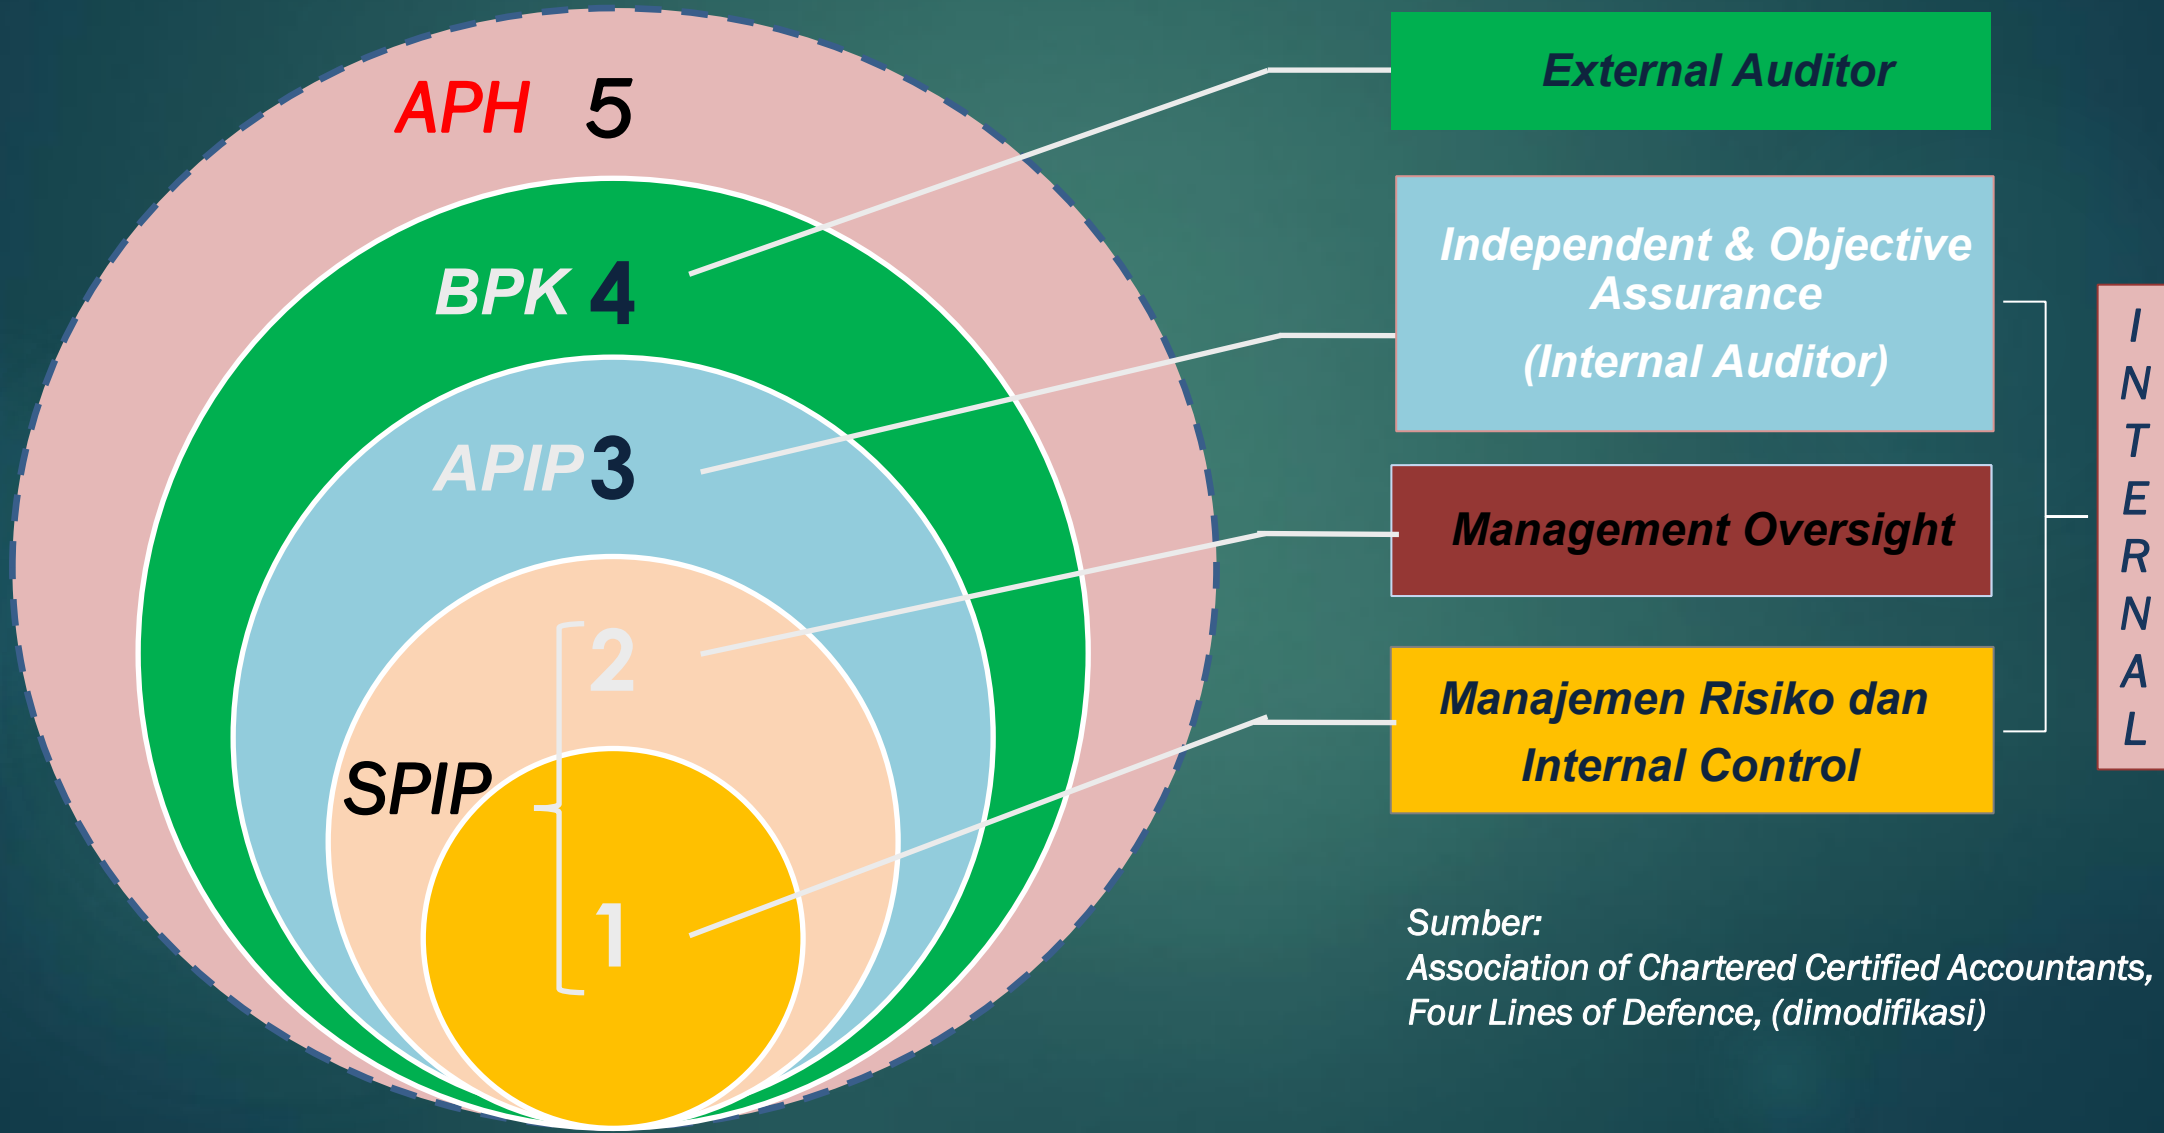 APH 5
BPK 4
APIP 3
2
SPIP
1
External Auditor
Independent & Objective
Assurance
(Internal Auditor)
Management Oversight
Manajemen Risiko dan
Internal Control
I
N
T
E
R
N
A
L
Sumber:
Association of Chartered Certified Accountants,
Four Lines of Defence, (dimodifikasi)